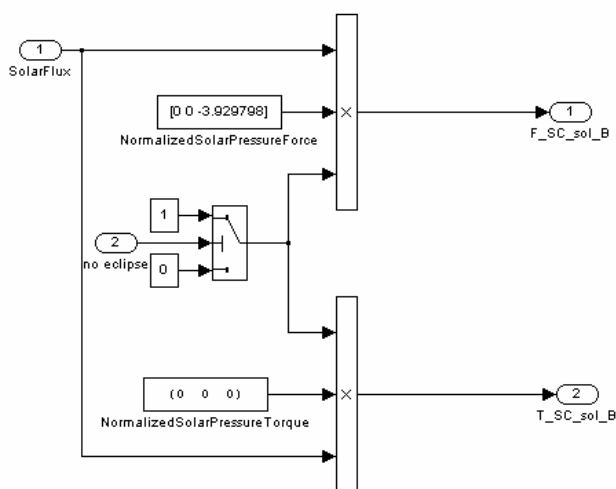 1
SolarFlux
[0 0 -3.929798]
NormalizedSolarPressureForce
×
1
F_SC_sol_B
1
2
no eclipse
0
(0 0 0)
NormalizedSolarPressureTorque
×
2
T_SC_sol_B